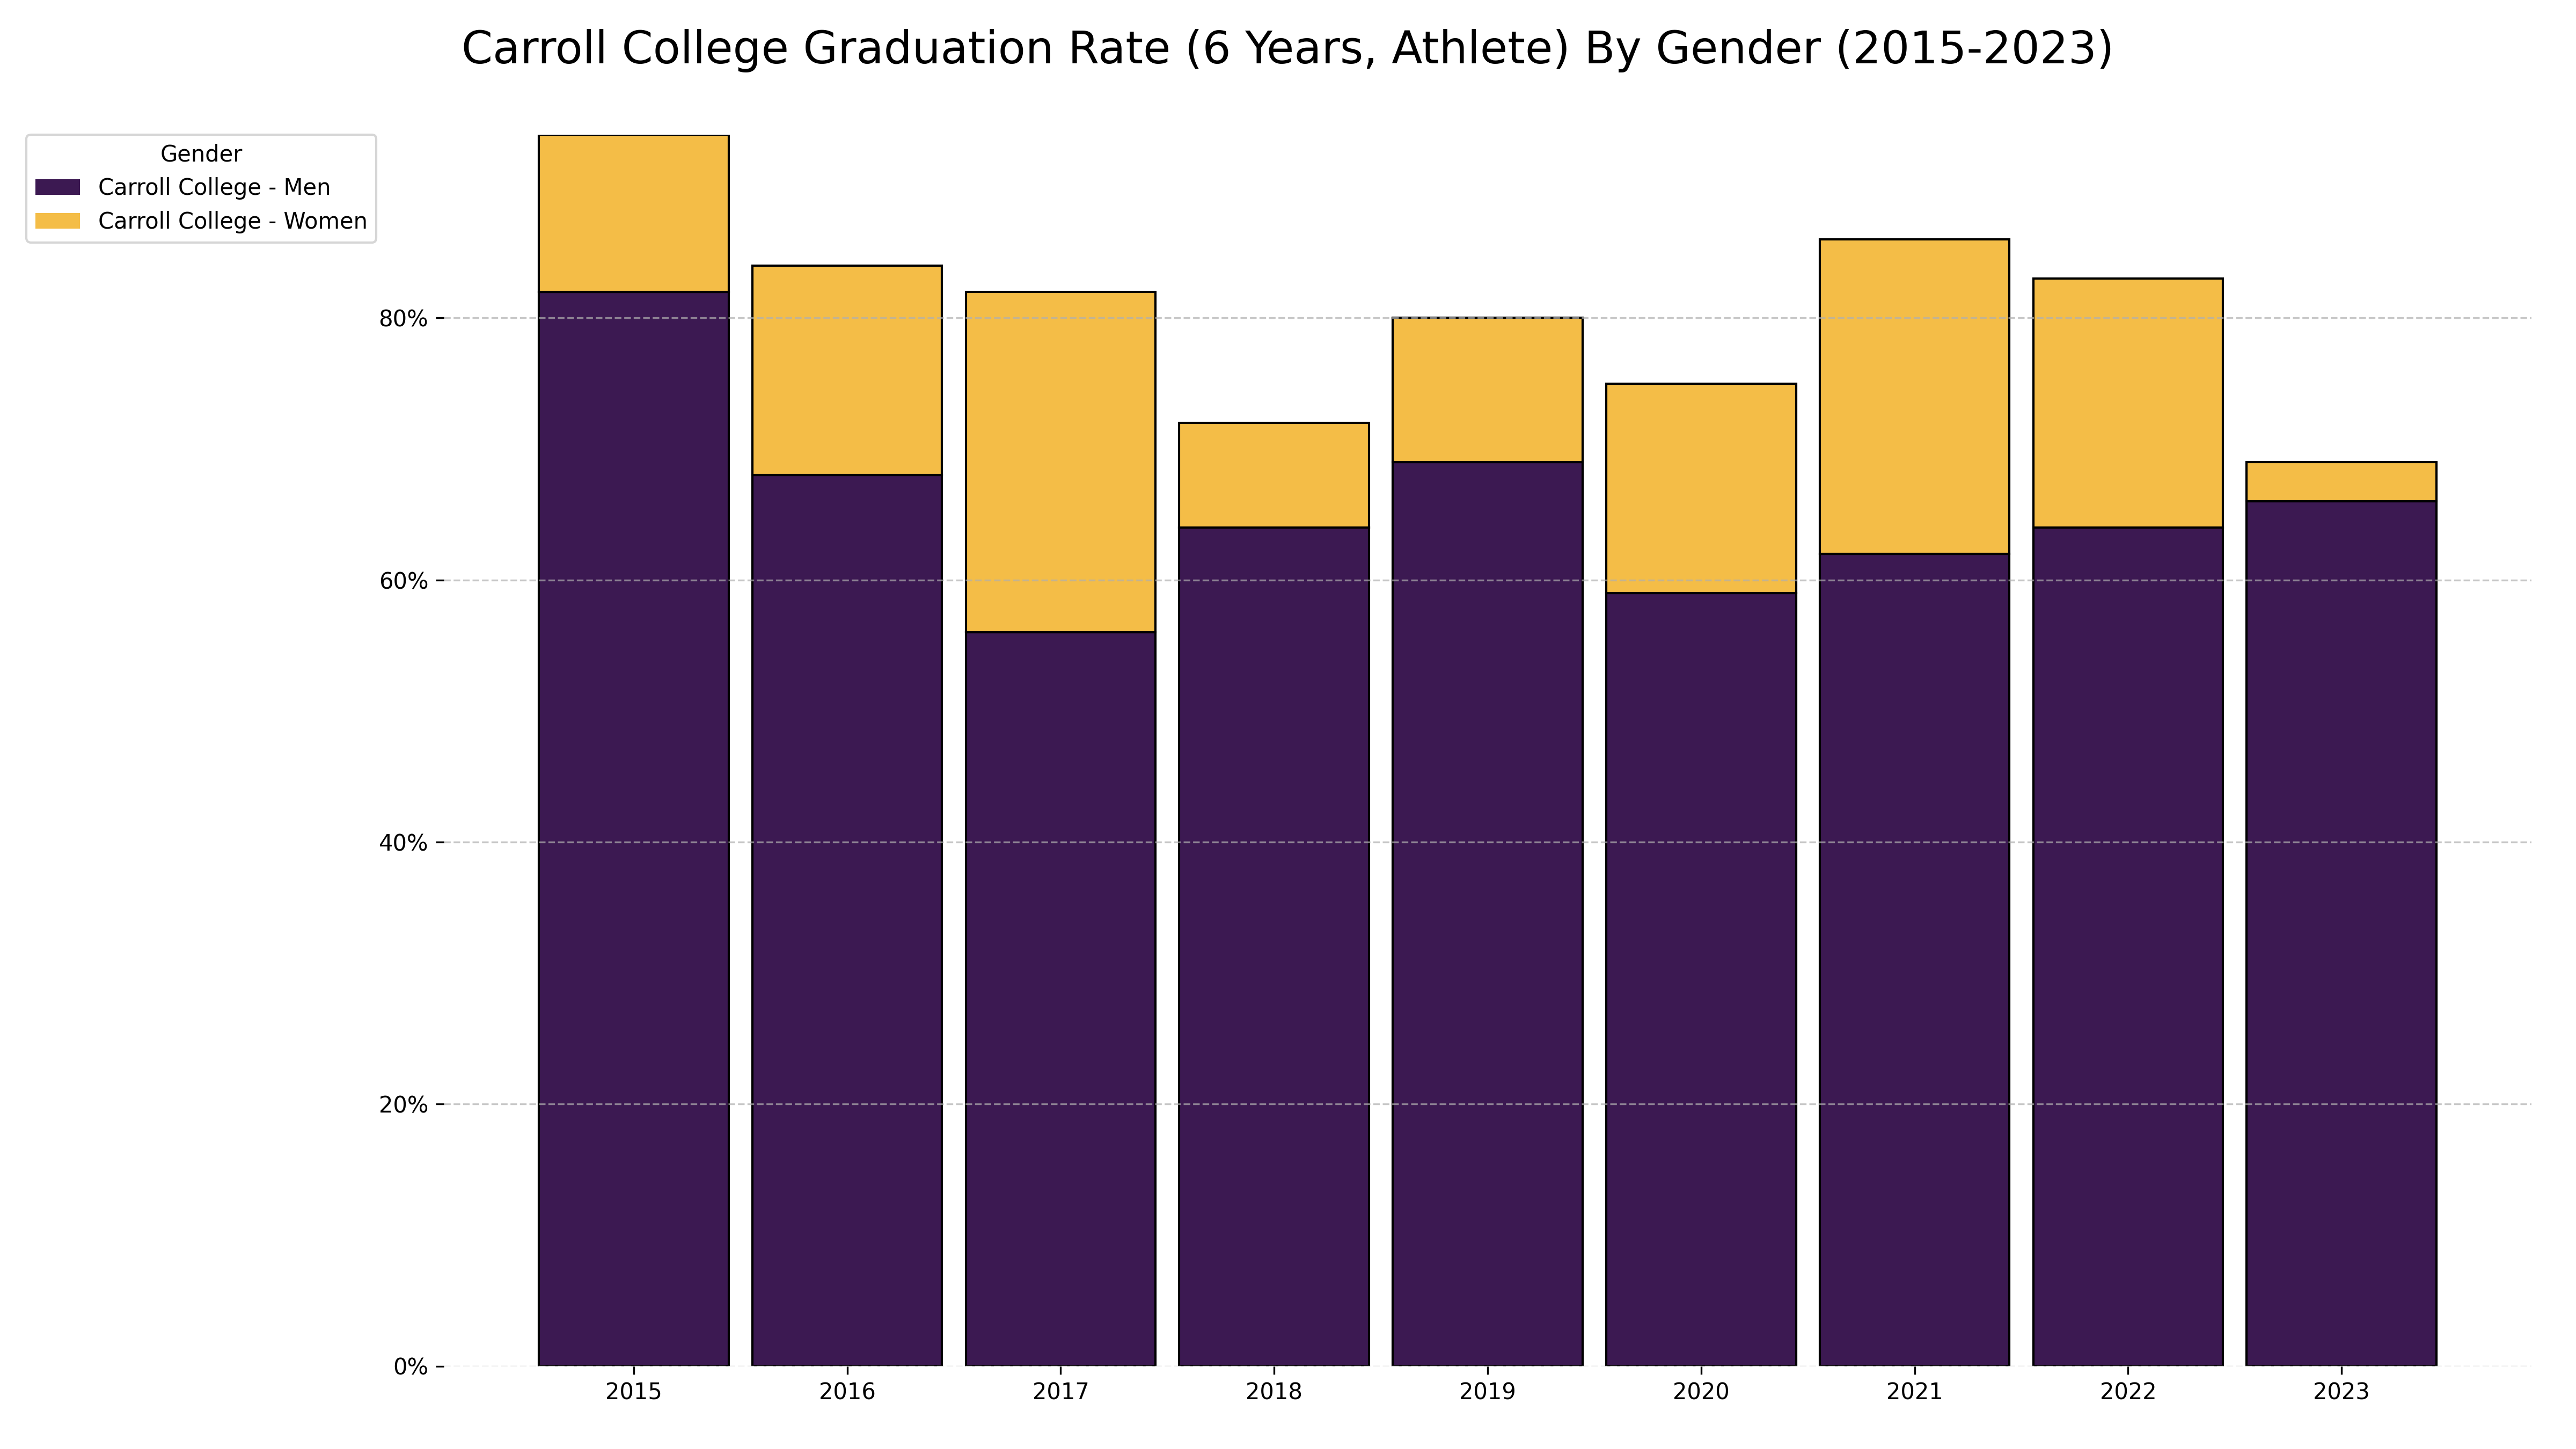 Carroll College Graduation Rate (6 Years, Athlete) By Gender (2015-2023)
Gender
Carroll College - Men
Carroll College - Women
80%
60%
40%
20%
0%
2015 2016 2017 2018 2019 2020 2021 2022 2023